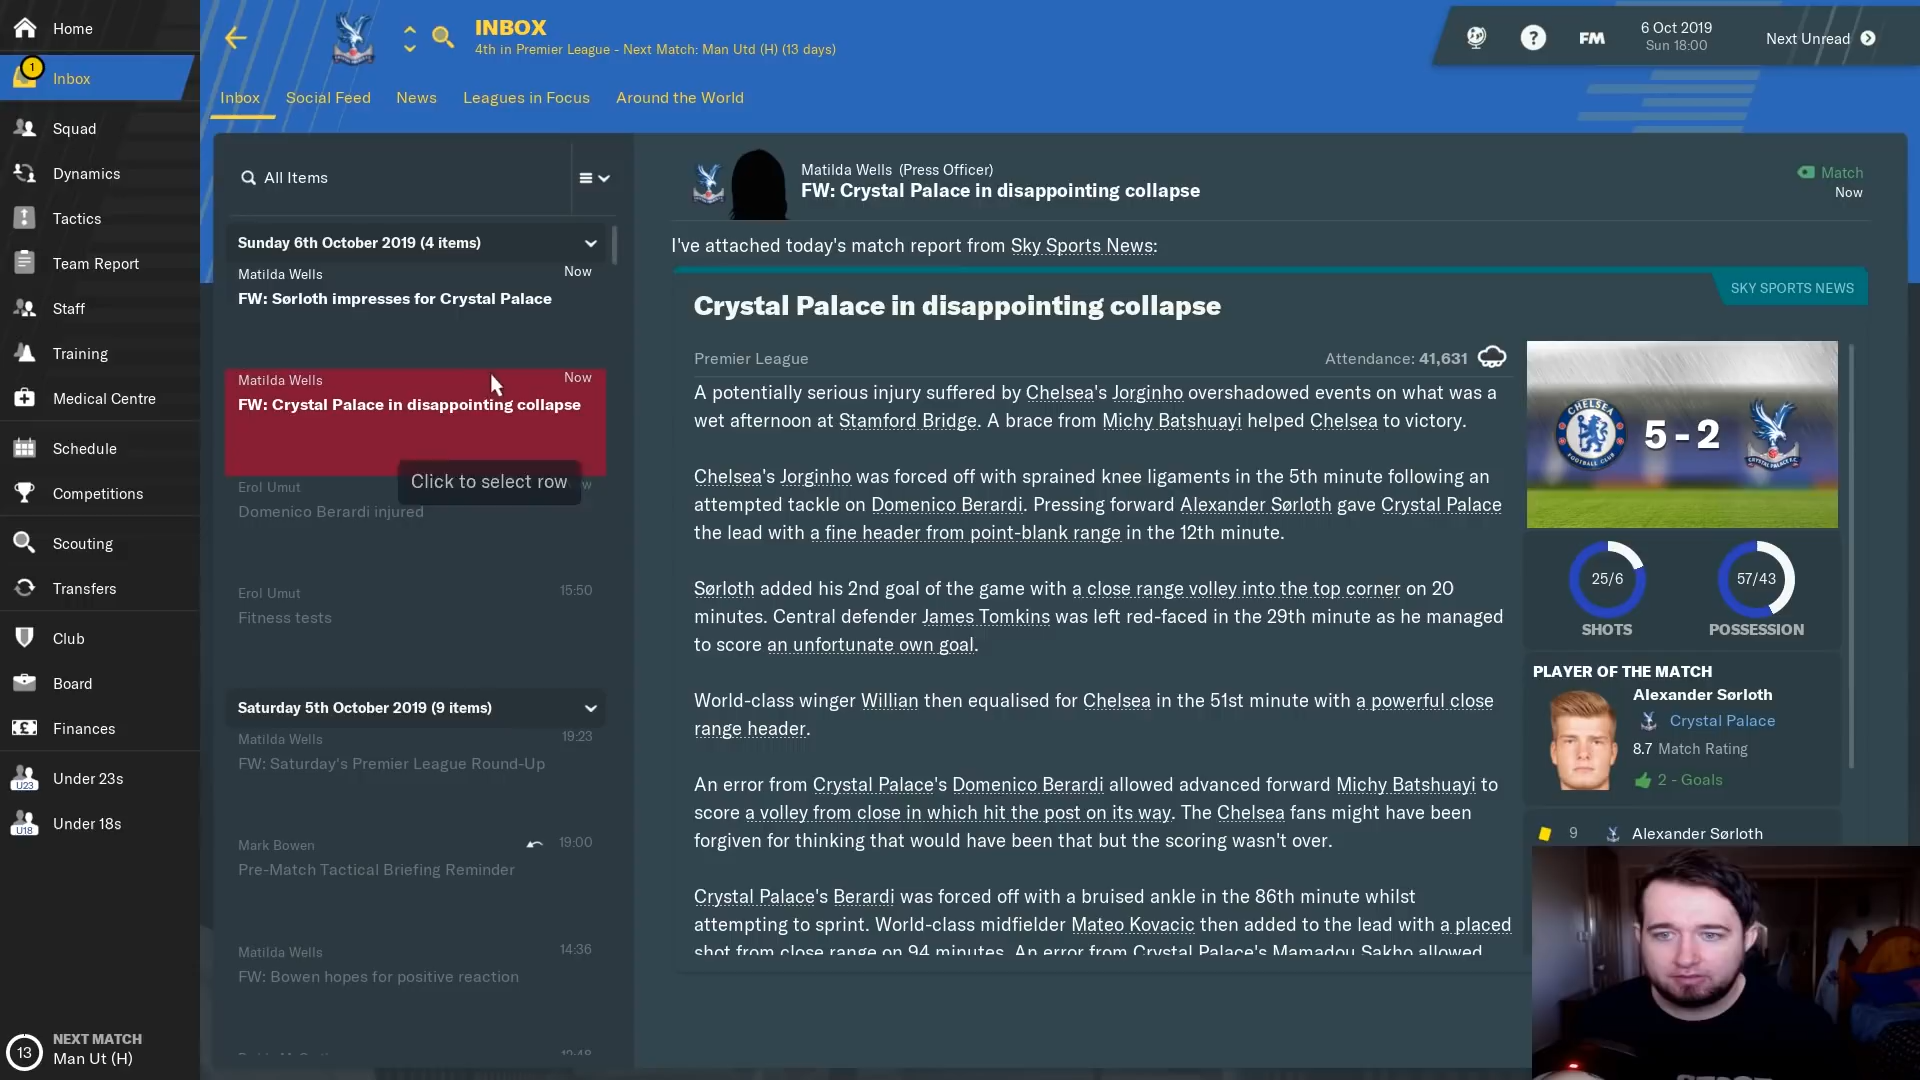 Home
1
Inbox
Squad
Dynamics
Tactics
Team Report
Staff
Training
Medical Centre
Schedule
Competitions
Scouting
Transfers
Club
Board
Finances
U23
Under 23s
U18
Under 18s
13
NEXT MATCH
Man Ut (H)
INBOX
4th in Premier League - Next Match: Man Utd (H) (13 days)
? FM
6 Oct 2019
Sun 18:00
Next Unread
Inbox Social Feed News Leagues in Focus Around the World
All Items
Sunday 6th October 2019 (4 items)
Matilda Wells Now
FW: Sørloth impresses for Crystal Palace
Matilda Wells Now
FW: Crystal Palace in disappointing collapse
Click to select row
Erol Umut
Domenico Berardi injured
Erol Umut 15:50
Fitness tests
Saturday 5th October 2019 (9 items)
Matilda Wells 19:23
FW: Saturday's Premier League Round-Up
Mark Bowen 19:00
Pre-Match Tactical Briefing Reminder
Matilda Wells 14:36
FW: Bowen hopes for positive reaction
Matilda Wells (Press Officer)
FW: Crystal Palace in disappointing collapse
Match
Now
I've attached today's match report from Sky Sports News:
SKY SPORTS NEWS
Crystal Palace in disappointing collapse
Premier League Attendance: 41,631
A potentially serious injury suffered by Chelsea's Jorginho overshadowed events on what was a
wet afternoon at Stamford Bridge. A brace from Michy Batshuayi helped Chelsea to victory.
Chelsea's Jorginho was forced off with sprained knee ligaments in the 5th minute following an
attempted tackle on Domenico Berardi. Pressing forward Alexander Sørloth gave Crystal Palace
the lead with a fine header from point-blank range in the 12th minute.
Sørloth added his 2nd goal of the game with a close range volley into the top corner on 20
minutes. Central defender James Tomkins was left red-faced in the 29th minute as he managed
to score an unfortunate own goal.
World-class winger Willian then equalised for Chelsea in the 51st minute with a powerful close
range header.
An error from Crystal Palace's Domenico Berardi allowed advanced forward Michy Batshuayi to
score a volley from close in which hit the post on its way. The Chelsea fans might have been
forgiven for thinking that would have been that but the scoring wasn't over.
Crystal Palace's Berardi was forced off with a bruised ankle in the 86th minute whilst
attempting to sprint. World-class midfielder Mateo Kovacic then added to the lead with a placed
shot from close range on 94 minutes. An error from Crystal Palace's Mamadou Sakho allowed
5 - 2
25/6
SHOTS
57/43
POSSESSION
PLAYER OF THE MATCH
Alexander Sørloth
Crystal Palace
8.7 Match Rating
2 - Goals
9 Alexander Sørloth